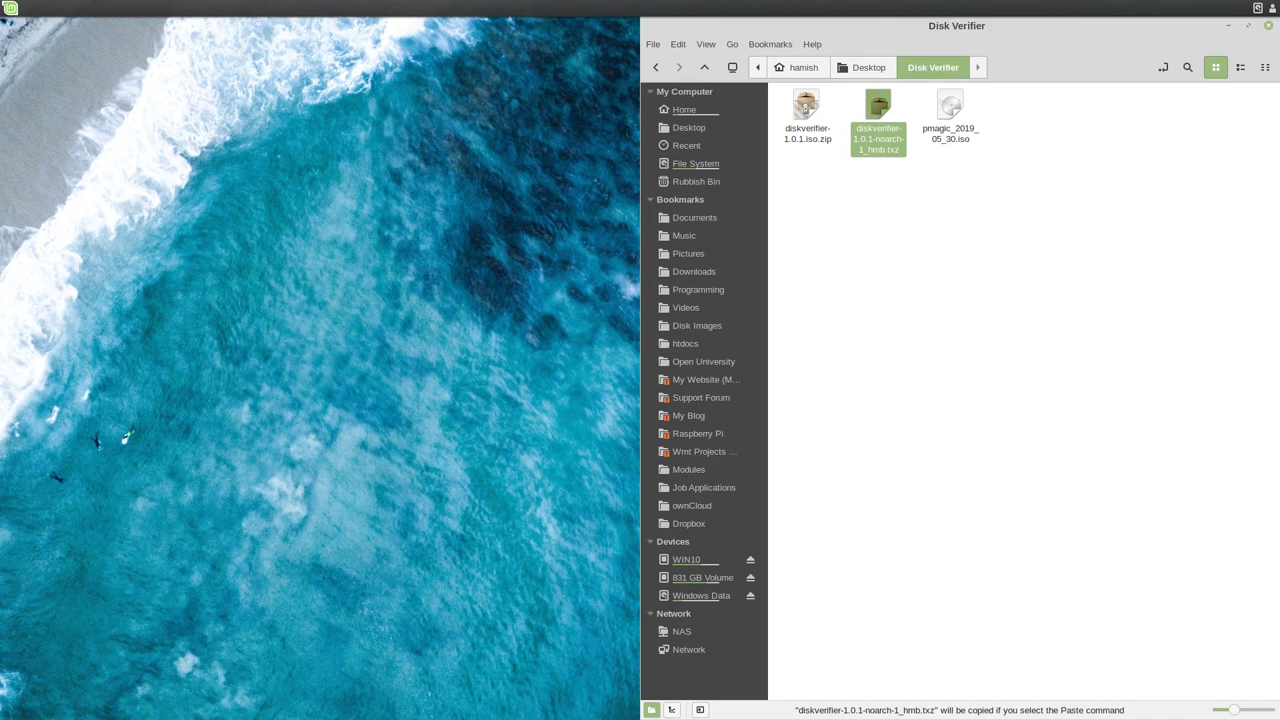 Disk Verifier
File Edit View Go Bookmarks Help
hamish Desktop Disk Verifier
My Computer
Home
Desktop
Recent
File System
Rubbish Bin
Bookmarks
Documents
Music
Pictures
Downloads
Programming
Videos
Disk Images
htdocs
Open University
My Website (M...
Support Forum
My Blog
Raspberry Pi
Wmt Projects ...
Modules
Job Applications
ownCloud
Dropbox
Devices
WIN10
831 GB Volume
Windows Data
Network
NAS
Network
diskverifier-
1.0.1.iso.zip
diskverifier-
1.0.1-noarch-
1_hmb.txz
pmagic_2019_
05_30.iso
"diskverifier-1.0.1-noarch-1_hmb.txz" will be copied if you select the Paste command